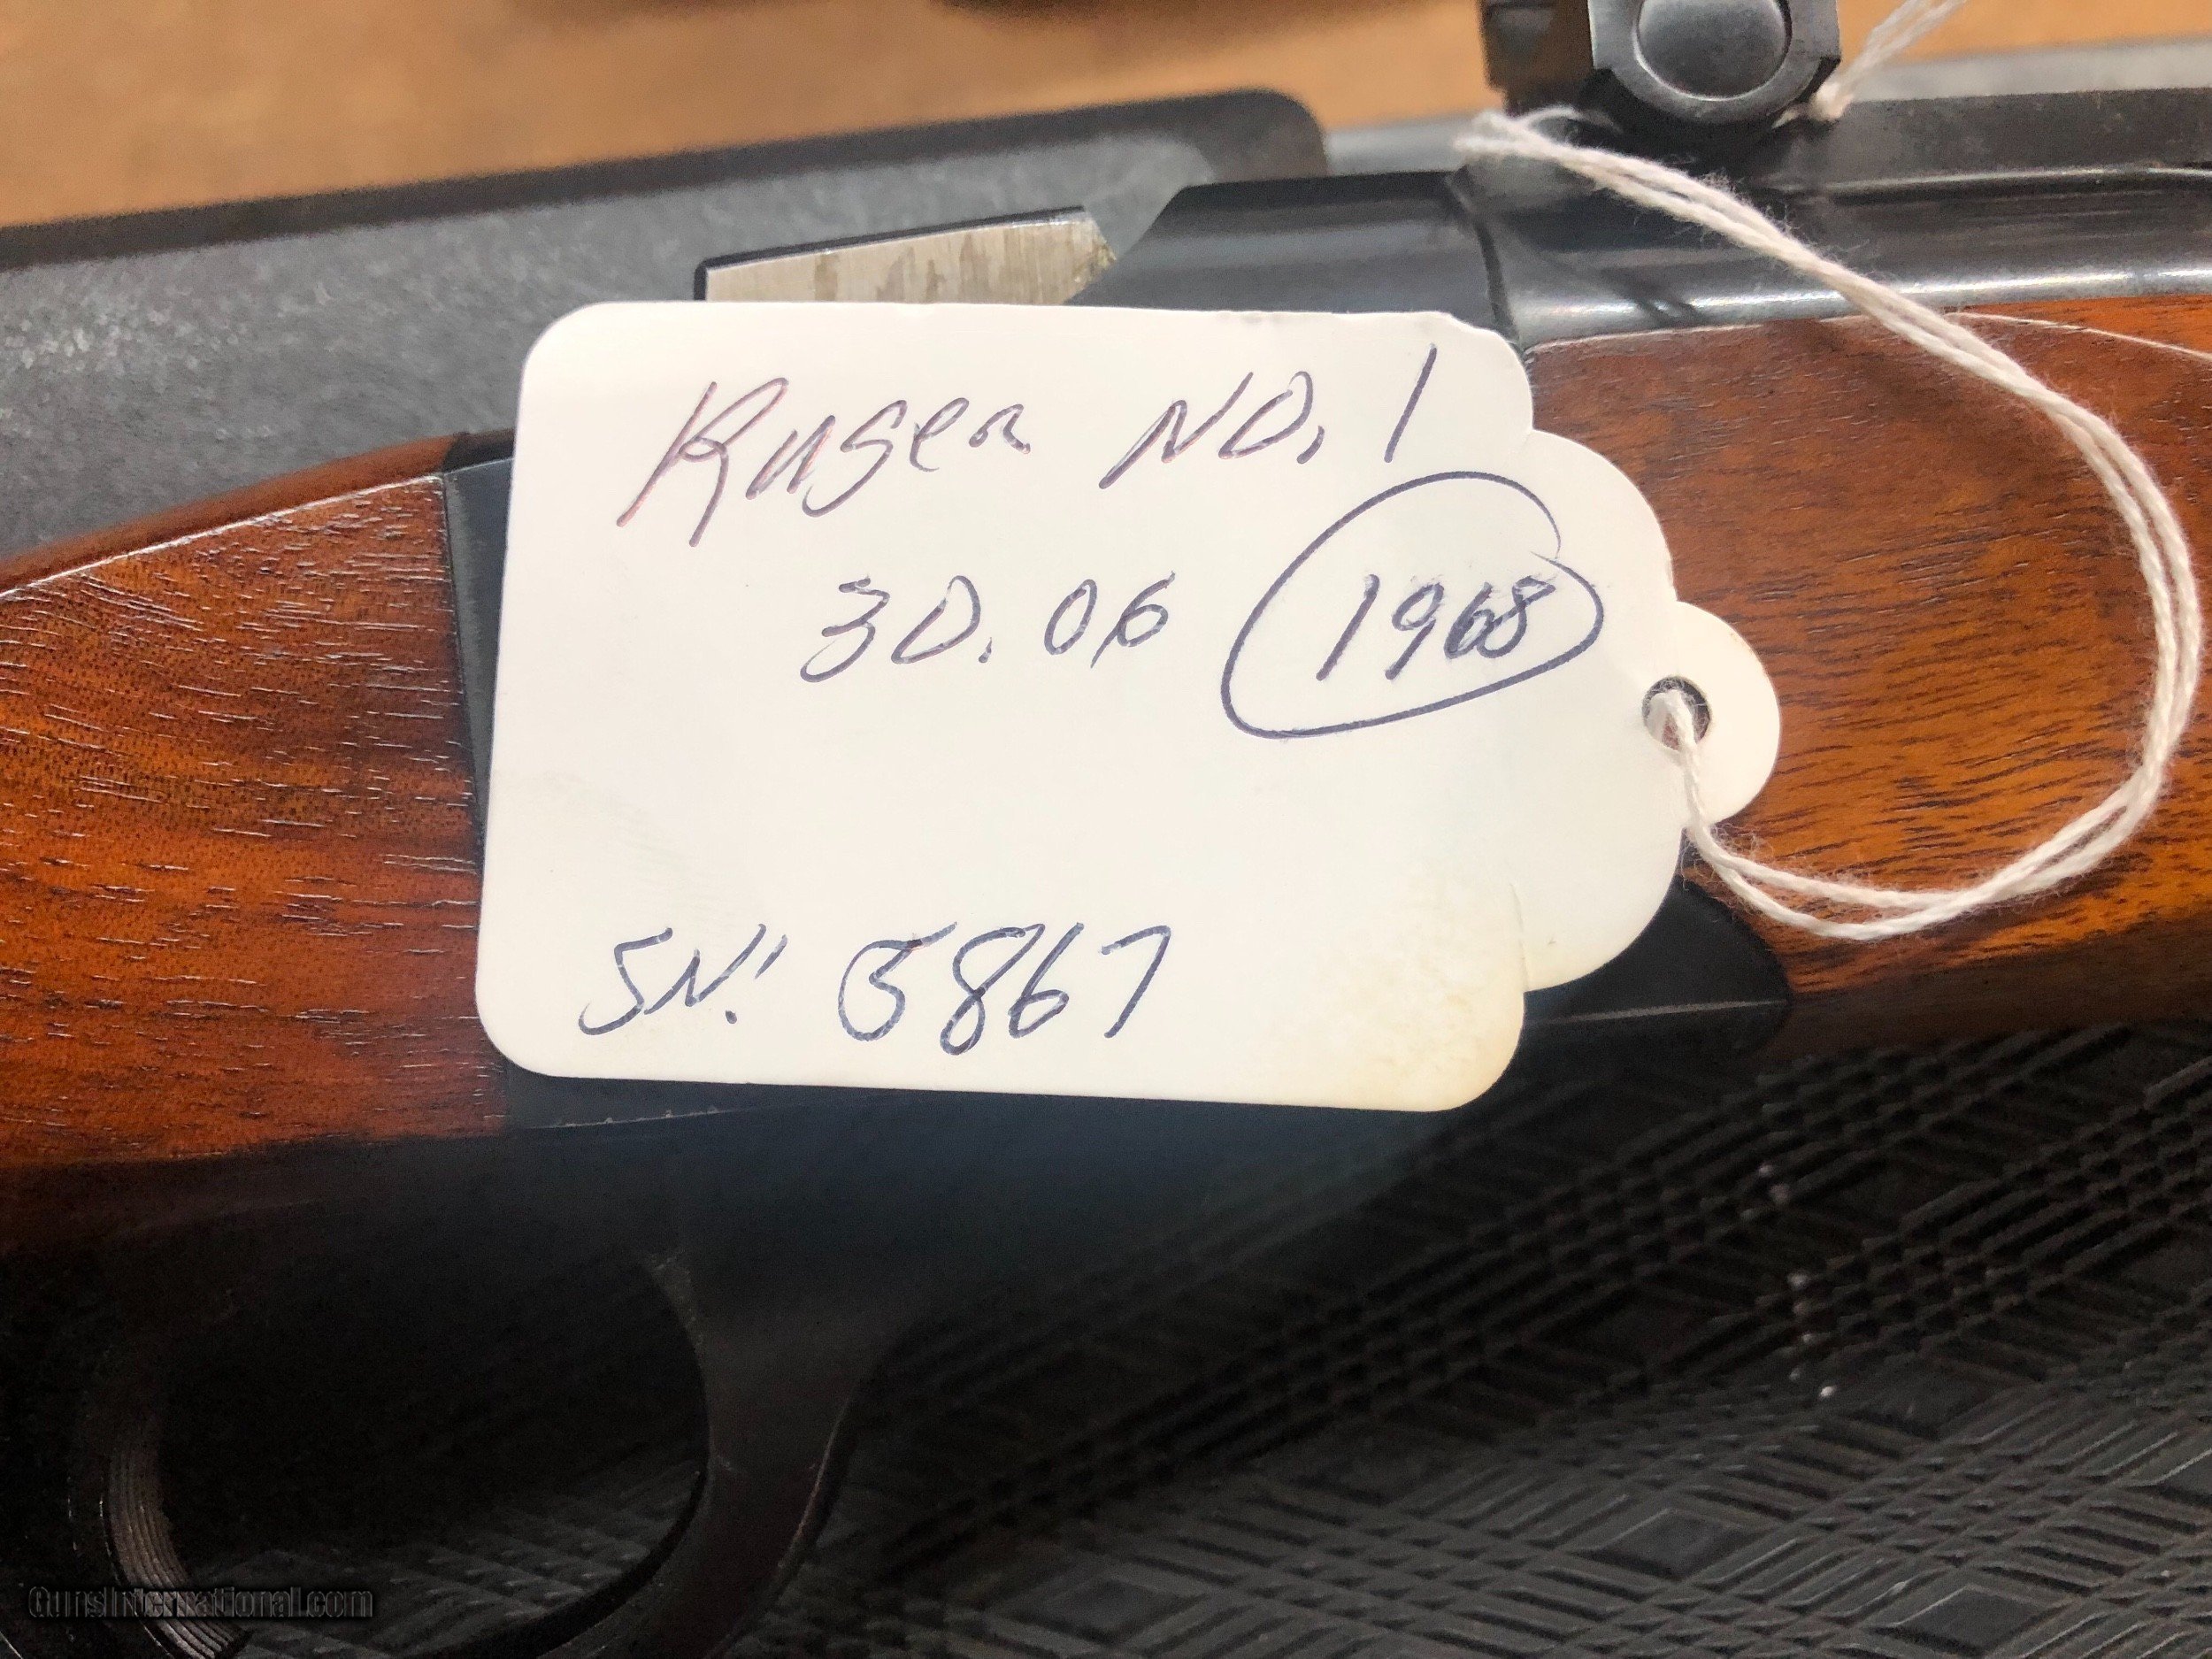 Ruger NO. 1
30.06 1968
SN! 5867
GunsInternational.com